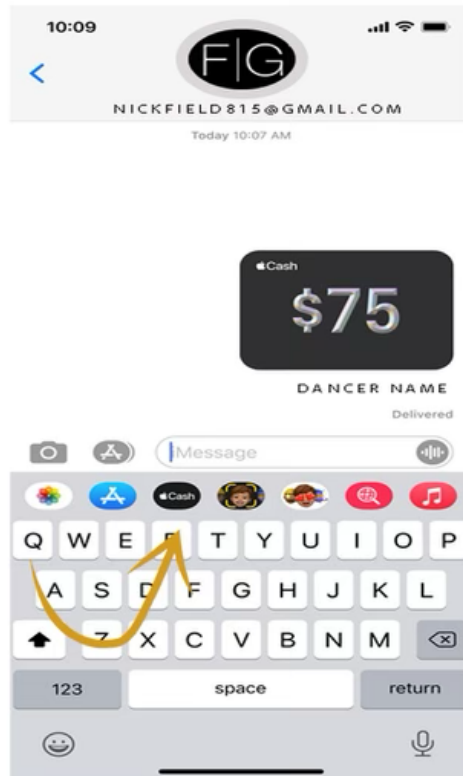 10:09
F|G
NICKFIELD815@GMAIL.COM
Today 10:07 AM
Cash
$75
DANCER NAME
Delivered
Message
Cash
Q W E T Y U I O P
A S D F G H J K L
Z X C V B N M
123 space return